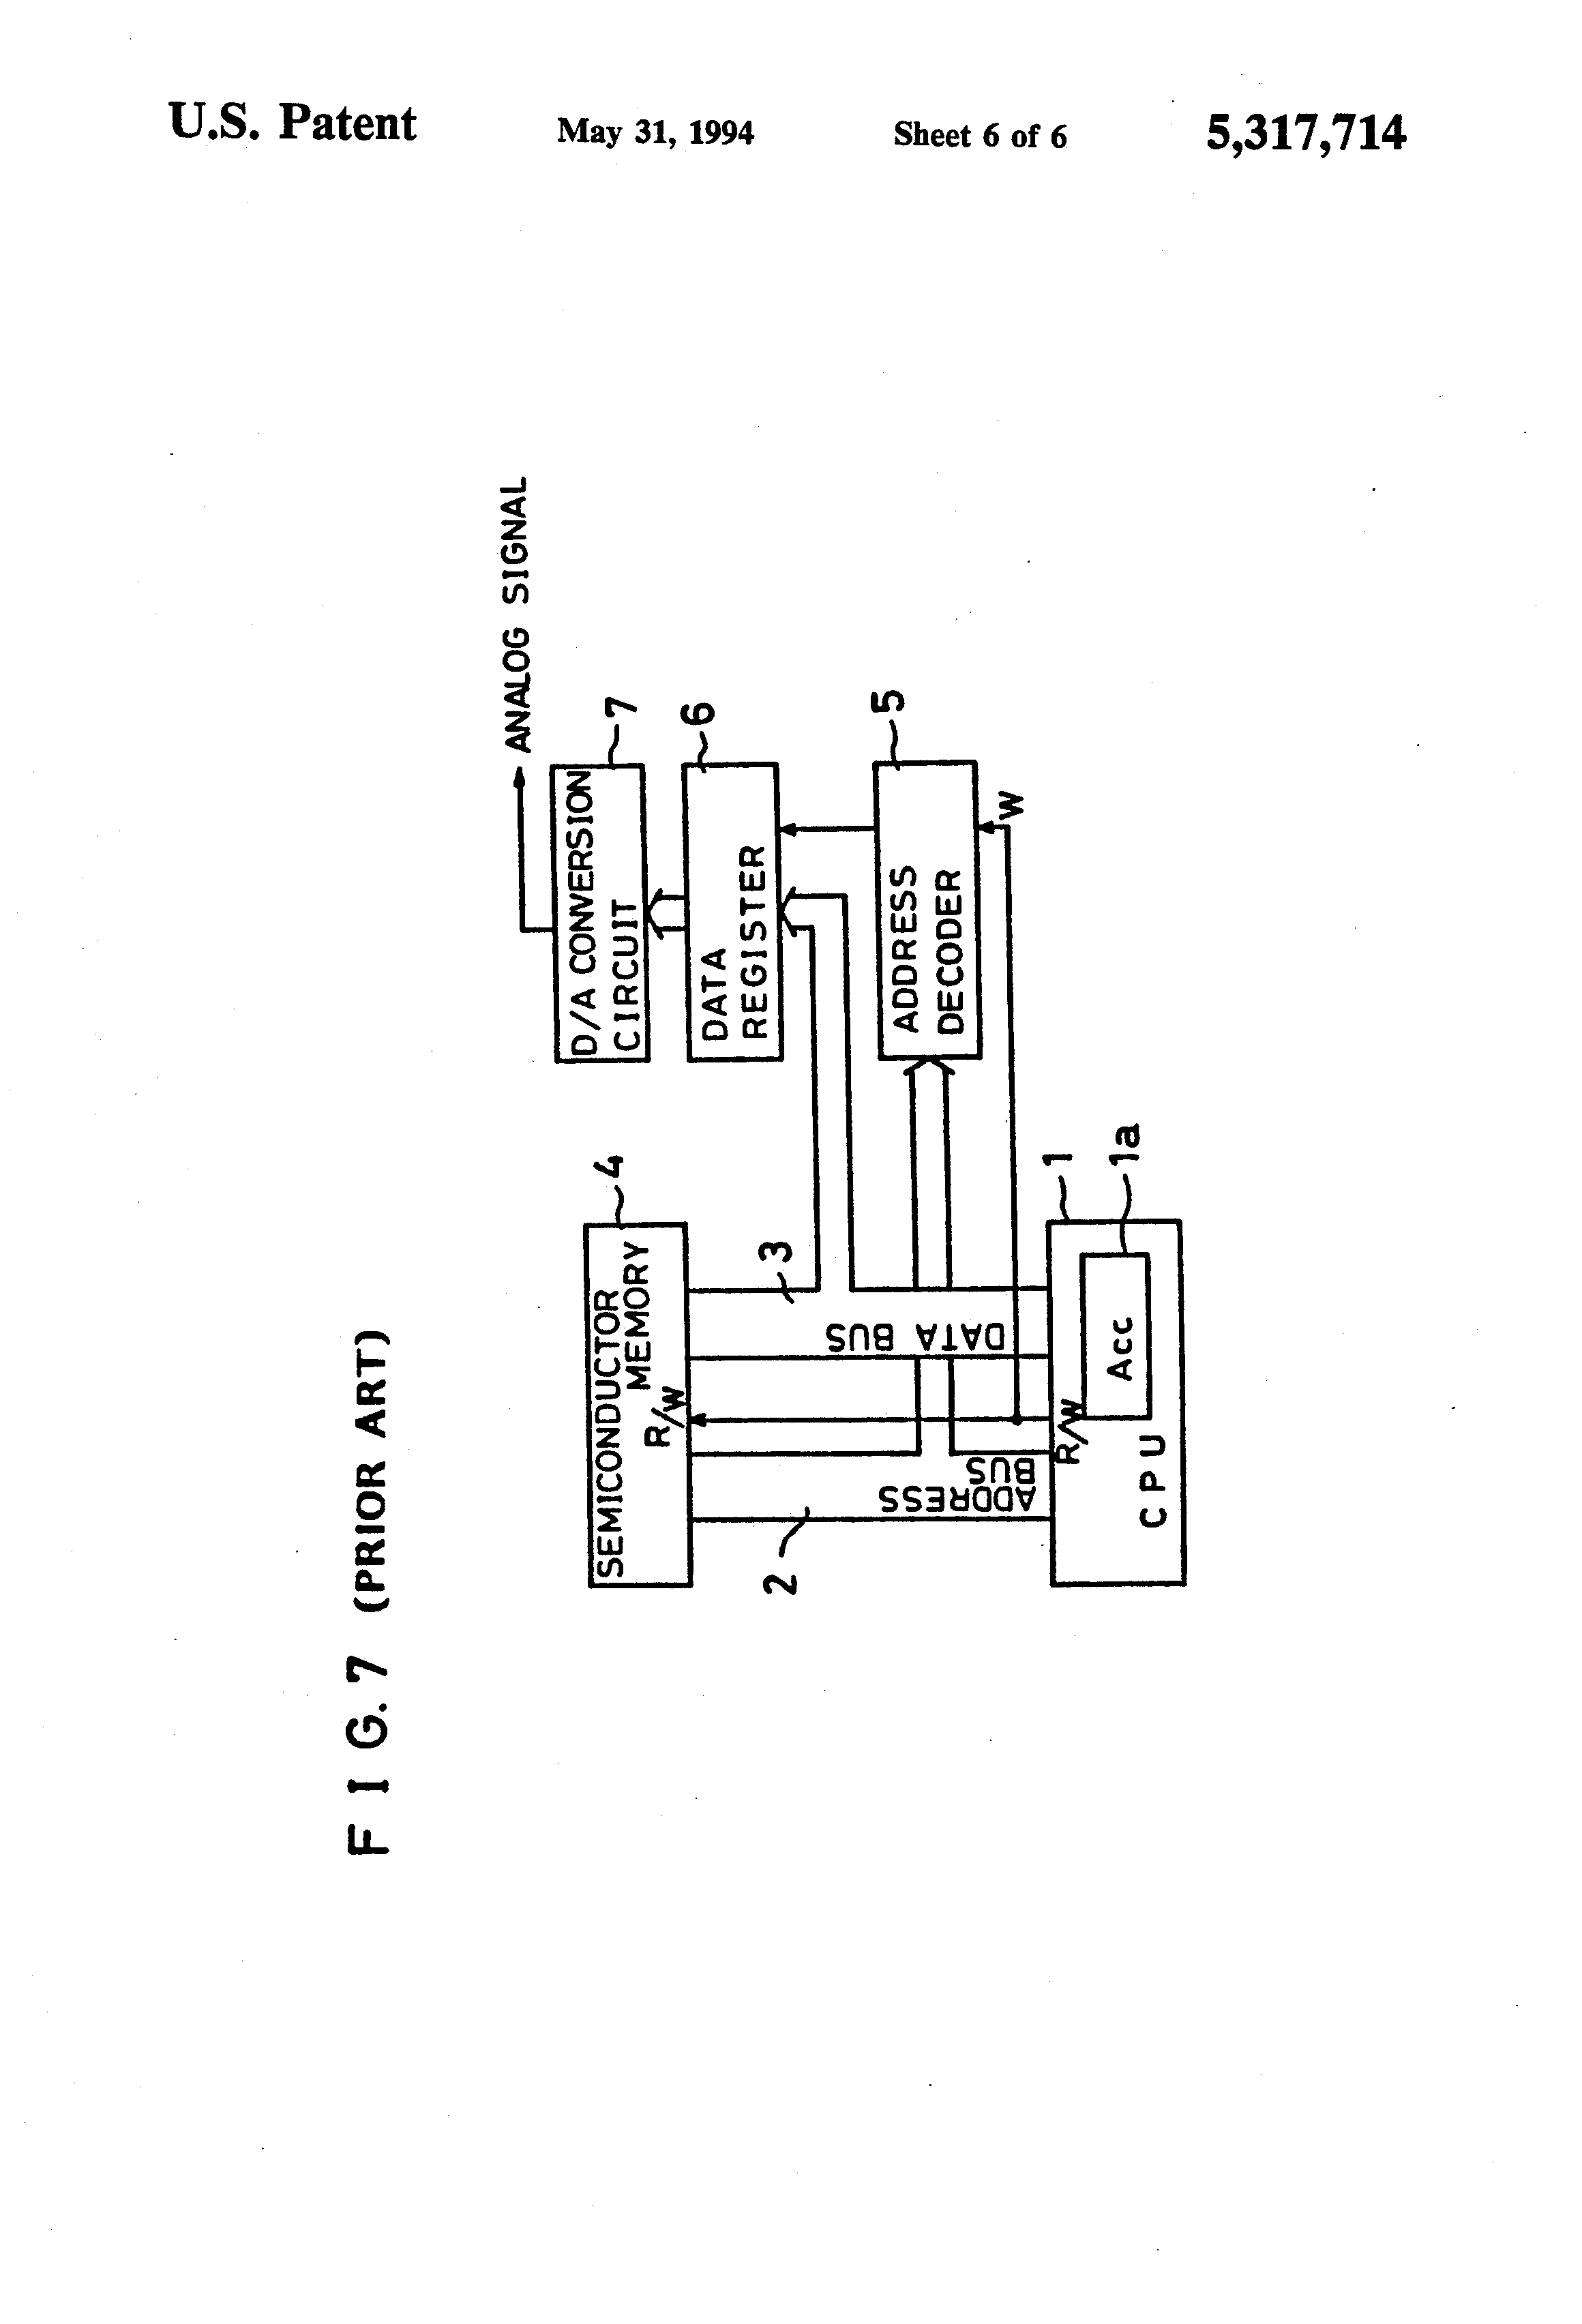 U.S. Patent May 31, 1994 Sheet 6 of 6 5,317,714
F I G. 7 (PRIOR ART)
ANALOG SIGNAL
D/A CONVERSION
CIRCUIT
7
DATA
REGISTER
6
ADDRESS
DECODER
5
W
SEMICONDUCTOR
MEMORY
R/W
4
3
DATA BUS
ADDRESS
BUS
2
R/W
Acc
CPU
1
1a